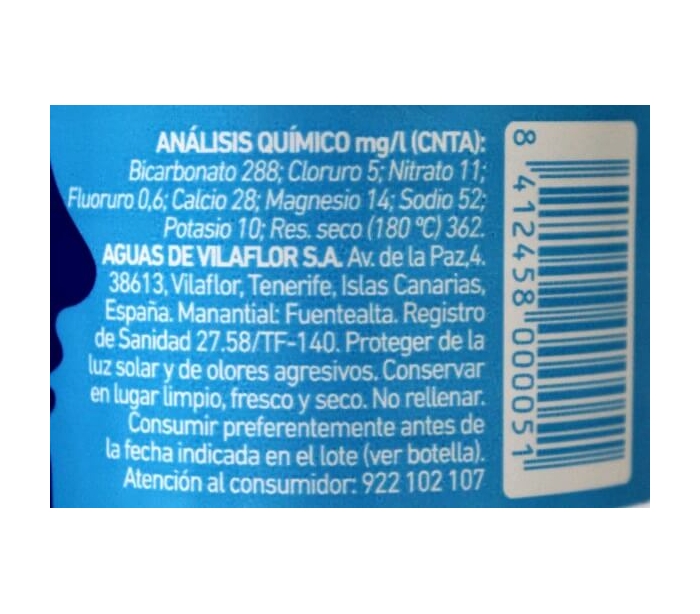 ANÁLISIS QUÍMICO mg/l (CNTA):
Bicarbonato 288; Cloruro 5; Nitrato 11;
Fluoruro 0,6; Calcio 28; Magnesio 14; Sodio 52;
Potasio 10; Res. seco (180 ºC) 362.
AGUAS DE VILAFLOR S.A. Av. de la Paz,4.
38613, Vilaflor, Tenerife, Islas Canarias,
España. Manantial: Fuentealta. Registro
de Sanidad 27.58/TF-140. Proteger de la
luz solar y de olores agresivos. Conservar
en lugar limpio, fresco y seco. No rellenar.
Consumir preferentemente antes de
la fecha indicada en el lote (ver botella).
Atención al consumidor: 922 102 107
8 412458 000051